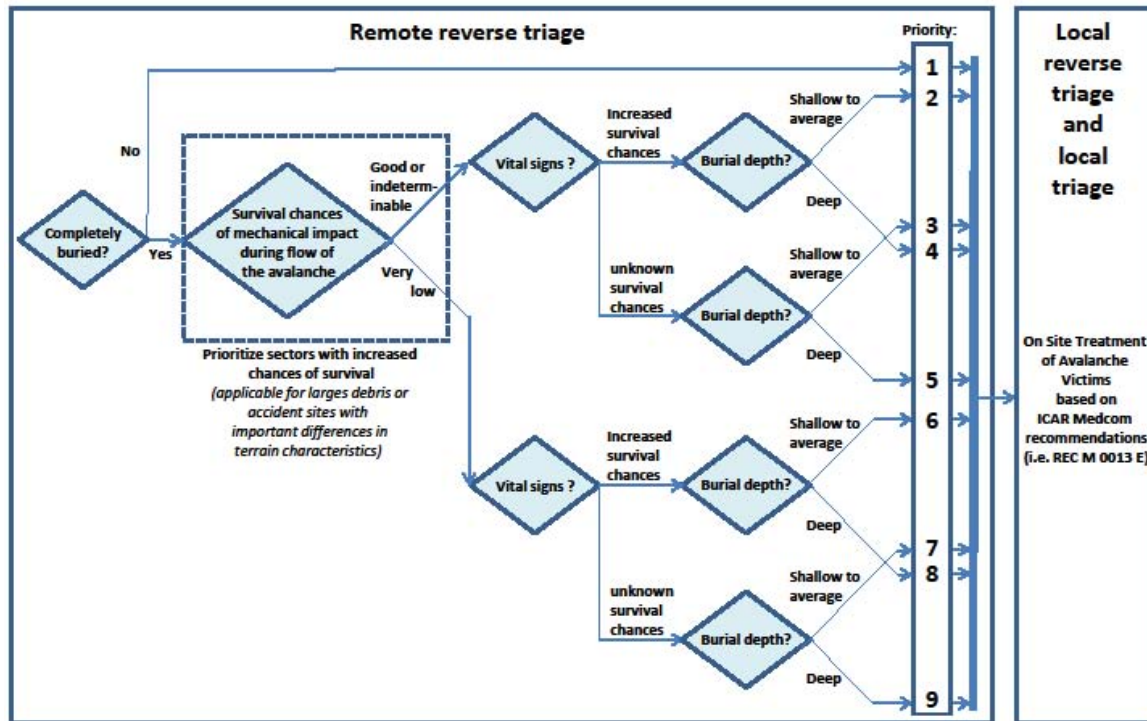 Remote reverse triage
Priority:
No
Completely
buried?
Yes
Survival chances
of mechanical impact
during flow of
the avalanche
Good or
indeterm-
inable
Very
low
Prioritize sectors with increased
chances of survival
(applicable for larges debris or
accident sites with
important differences in
terrain characteristics)
Vital signs ?
Increased
survival
chances
Burial depth?
Shallow to
average
Deep
unknown
survival
chances
Burial depth?
Shallow to
average
Deep
Vital signs ?
Increased
survival
chances
Burial depth?
Shallow to
average
Deep
unknown
survival
chances
Burial depth?
Shallow to
average
Deep
1
2
3
4
5
6
7
8
9
Local
reverse
triage
and
local
triage
On Site Treatment
of Avalanche
Victims
based on
ICAR Medcom
recommendations
(i.e. REC M 0013 E)